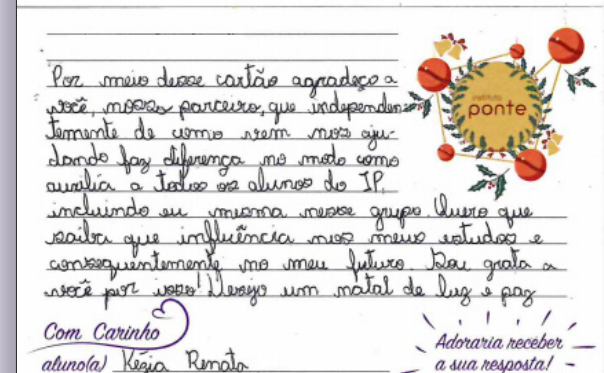 Por meio desse cartão agradeço a
você, nosso parceiro, que independen-
temente de como vem nos aju-
dando faz diferença no modo como
auxilia a todos os alunos do IP,
incluindo eu mesma nesse grupo. Quero que
saiba que influência nos meus estudos e
consequentemente no meu futuro. Sou grata a
você por isso! Desejo um natal de luz e paz
instituto
ponte
Com Carinho
aluno(a) Kézia Renata
Adoraria receber
a sua resposta!